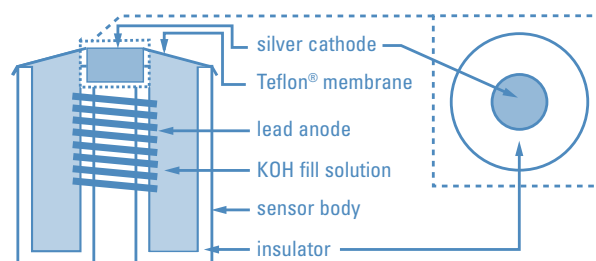 silver cathode
Teflon® membrane
lead anode
KOH fill solution
sensor body
insulator